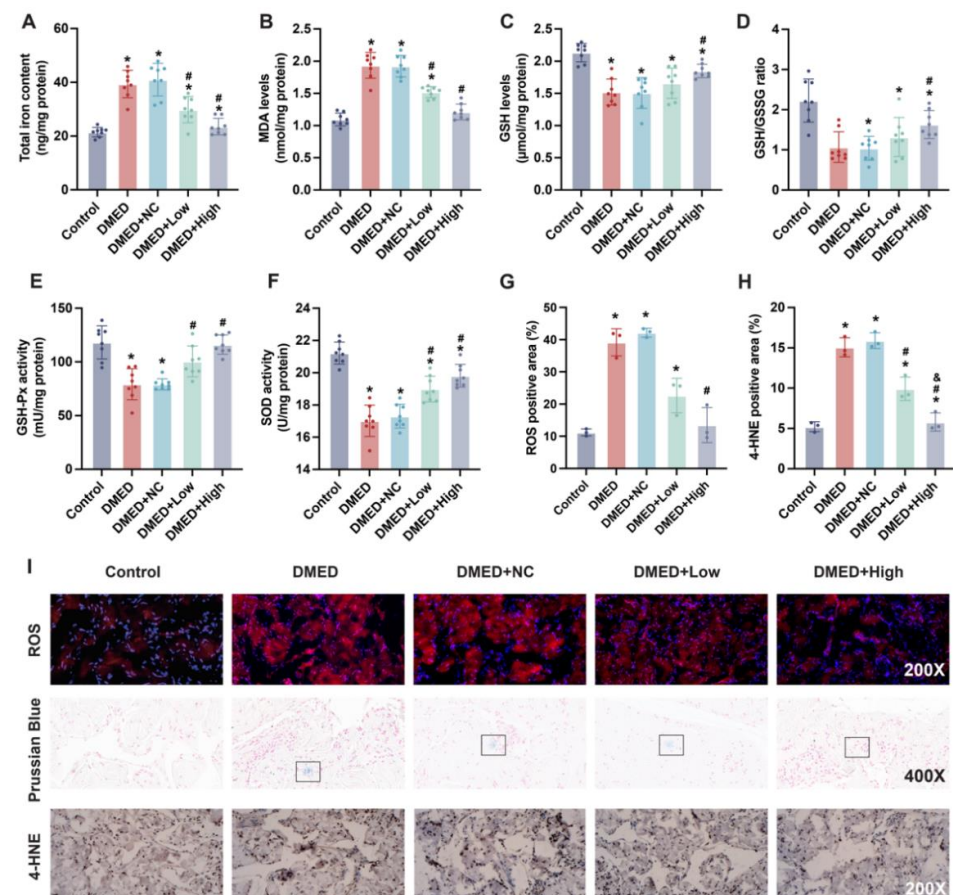 A
Total iron content
(ng/mg protein)
60
40
20
0
* * # * # *
Control DMED DMED+NC DMED+Low DMED+High
B
MDA levels
(nmol/mg protein)
2.5
2.0
1.5
1.0
0.5
0.0
* * # * #
Control DMED DMED+NC DMED+Low DMED+High
C
GSH levels
(μmol/mg protein)
2.5
2.0
1.5
1.0
0.5
0.0
* * * # *
Control DMED DMED+NC DMED+Low DMED+High
D
GSH/GSSG ratio
4
3
2
1
0
* * # *
Control DMED DMED+NC DMED+Low DMED+High
E
GSH-Px activity
(mU/mg protein)
150
100
50
0
* * # #
Control DMED DMED+NC DMED+Low DMED+High
F
SOD activity
(U/mg protein)
24
22
20
18
16
14
* * # * # *
Control DMED DMED+NC DMED+Low DMED+High
G
ROS positive area (%)
50
40
30
20
10
0
* * * #
Control DMED DMED+NC DMED+Low DMED+High
H
4-HNE positive area (%)
20
15
10
5
0
* * # * & # *
Control DMED DMED+NC DMED+Low DMED+High
I
Control DMED DMED+NC DMED+Low DMED+High
ROS
200X
Prussian Blue
400X
4-HNE
200X